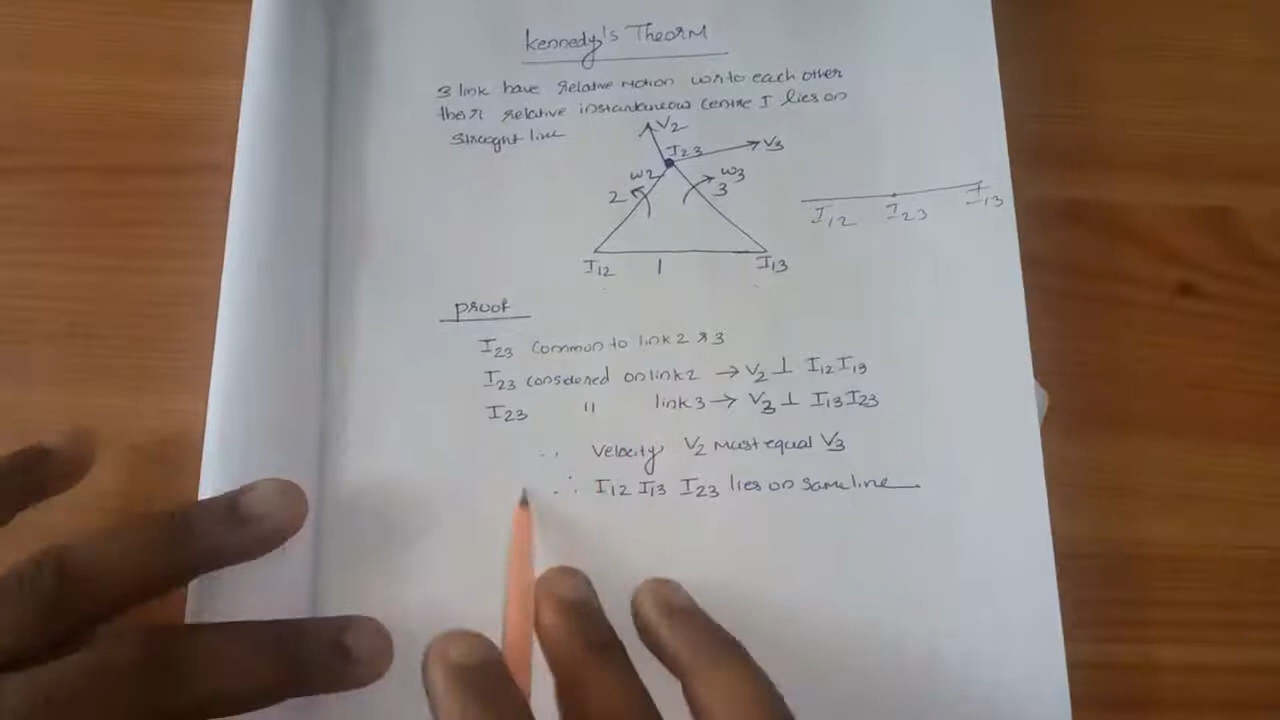 Kennedy's Theorm
3 link have relative motion wrto each other
then relative instantaneous centre I lies on
straight line
V2
I23
V3
w2
w3
2
3
I12
I23
I13
I12
1
I13
proof
I23 common to link 2 & 3
I23 considered on link 2 → V2 ⊥ I12 I13
I23 " link 3 → V3 ⊥ I13 I23
∴ Velocity V2 must equal V3
∴ I12 I13 I23 lies on same line